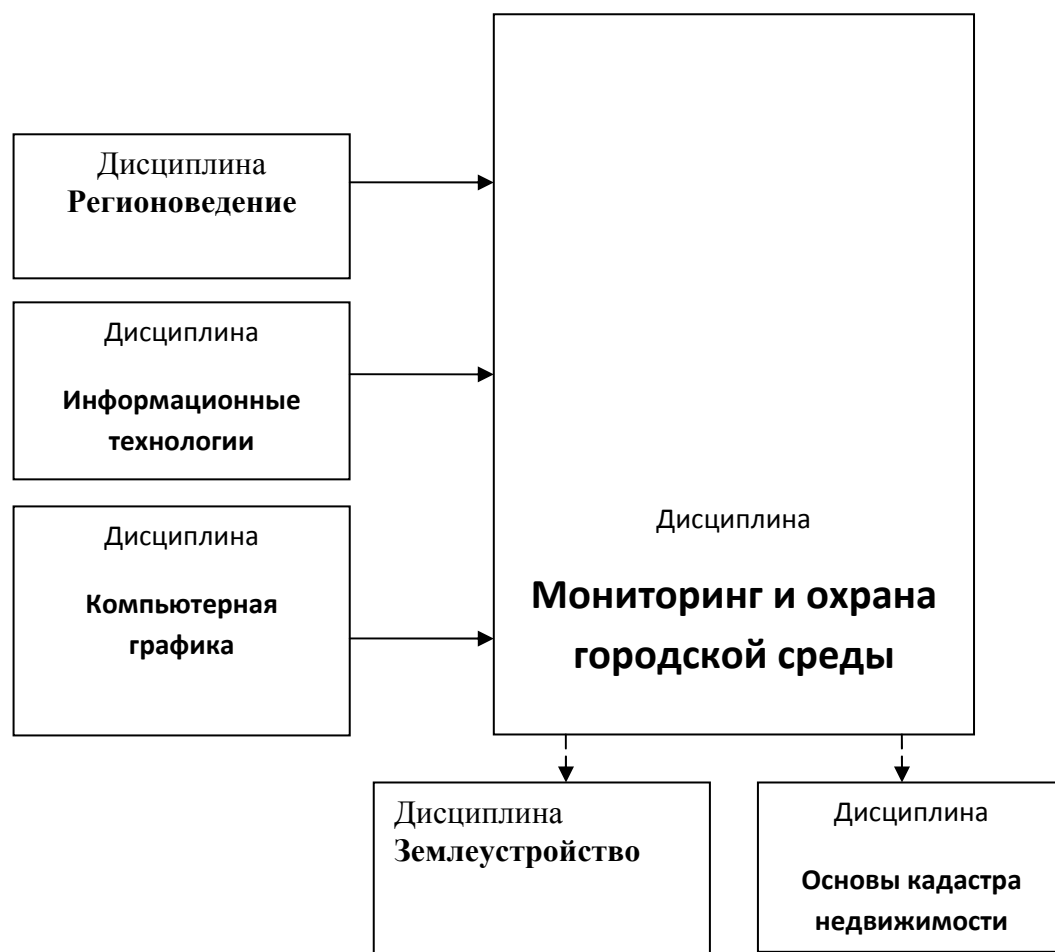 Дисциплина
Регионоведение
Дисциплина
Информационные
технологии
Дисциплина
Компьютерная
графика
Дисциплина
Мониторинг и охрана
городской среды
Дисциплина
Землеустройство
Дисциплина
Основы кадастра
недвижимости